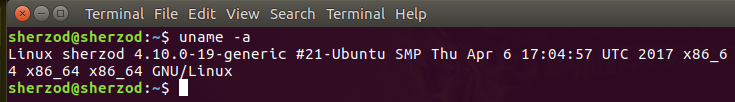 Terminal File Edit View Search Terminal Help
sherzod@sherzod:~$ uname -a
Linux sherzod 4.10.0-19-generic #21-Ubuntu SMP Thu Apr 6 17:04:57 UTC 2017 x86_6
4 x86_64 x86_64 GNU/Linux
sherzod@sherzod:~$